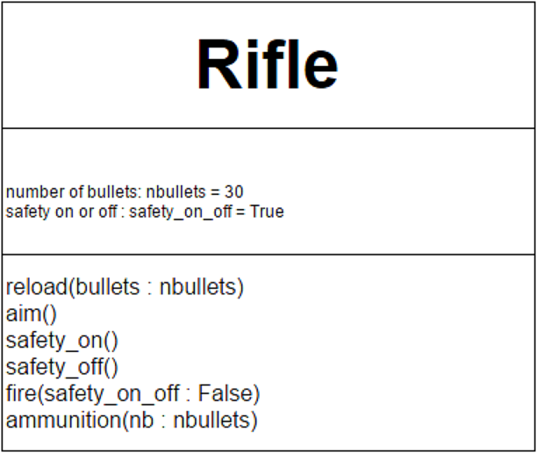 Rifle
number of bullets: nbullets = 30
safety on or off : safety_on_off = True
reload(bullets : nbullets)
aim()
safety_on()
safety_off()
fire(safety_on_off : False)
ammunition(nb : nbullets)